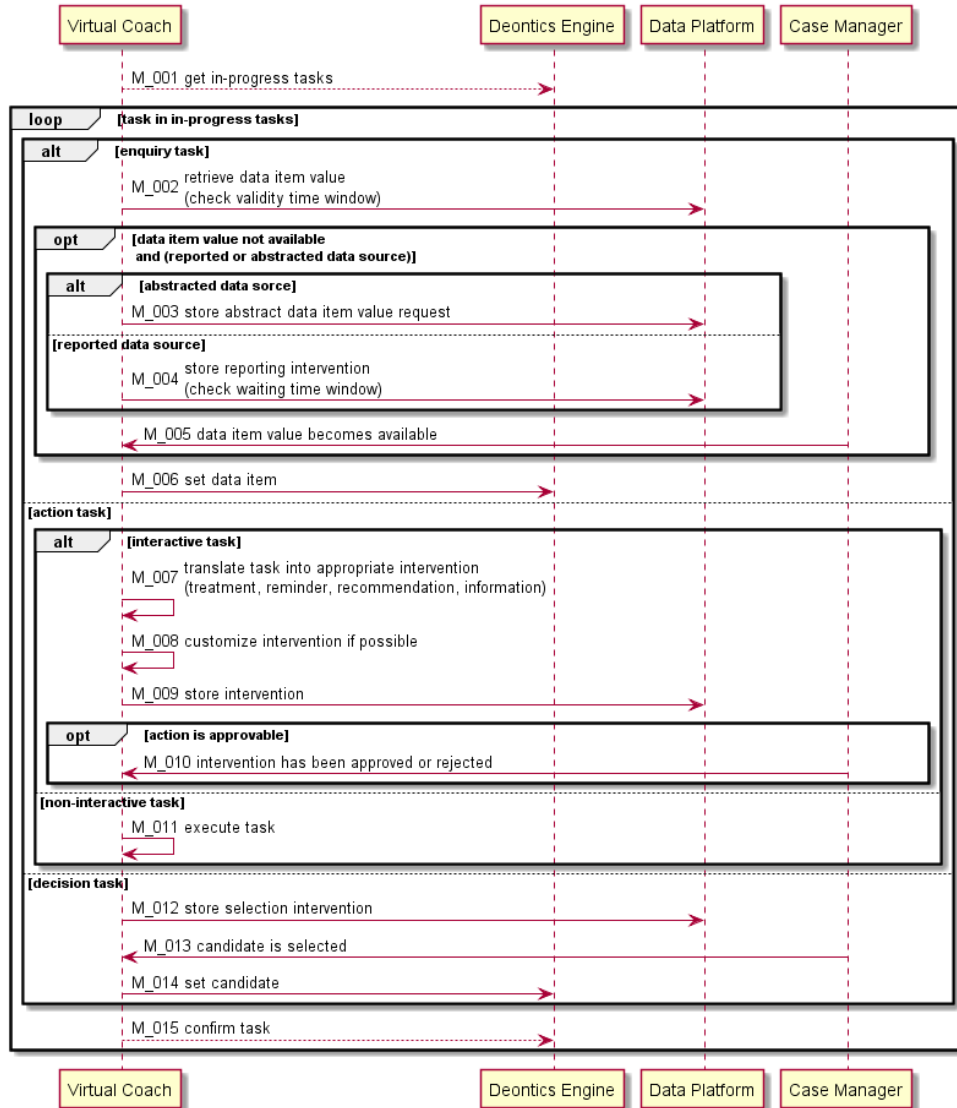 Virtual Coach Deontics Engine Data Platform Case Manager
M_001 get in-progress tasks
loop [task in in-progress tasks]
alt [enquiry task]
M_002 retrieve data item value
(check validity time window)
opt [data item value not available
and (reported or abstracted data source)]
alt [abstracted data sorce]
M_003 store abstract data item value request
[reported data source]
M_004 store reporting intervention
(check waiting time window)
M_005 data item value becomes available
M_006 set data item
[action task]
alt [interactive task]
M_007 translate task into appropriate intervention
(treatment, reminder, recommendation, information)
M_008 customize intervention if possible
M_009 store intervention
opt [action is approvable]
M_010 intervention has been approved or rejected
[non-interactive task]
M_011 execute task
[decision task]
M_012 store selection intervention
M_013 candidate is selected
M_014 set candidate
M_015 confirm task
Virtual Coach Deontics Engine Data Platform Case Manager